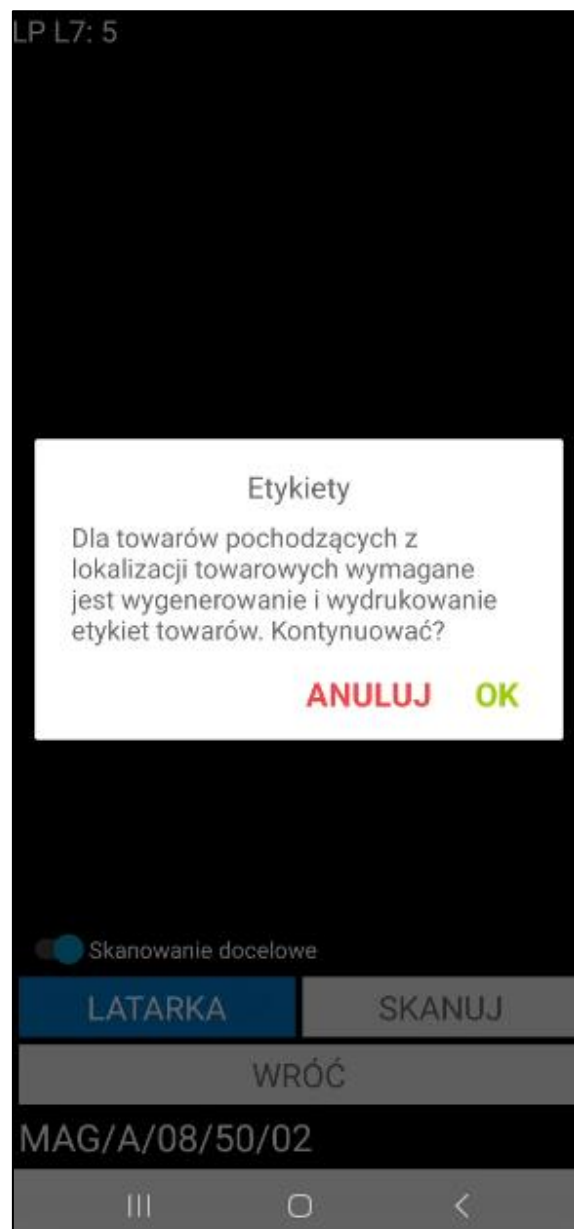 LP L7: 5
Etykiety
Dla towarów pochodzących z
lokalizacji towarowych wymagane
jest wygenerowanie i wydrukowanie
etykiet towarów. Kontynuować?
ANULUJ OK
Skanowanie docelowe
LATARKA SKANUJ
WRÓĆ
MAG/A/08/50/02